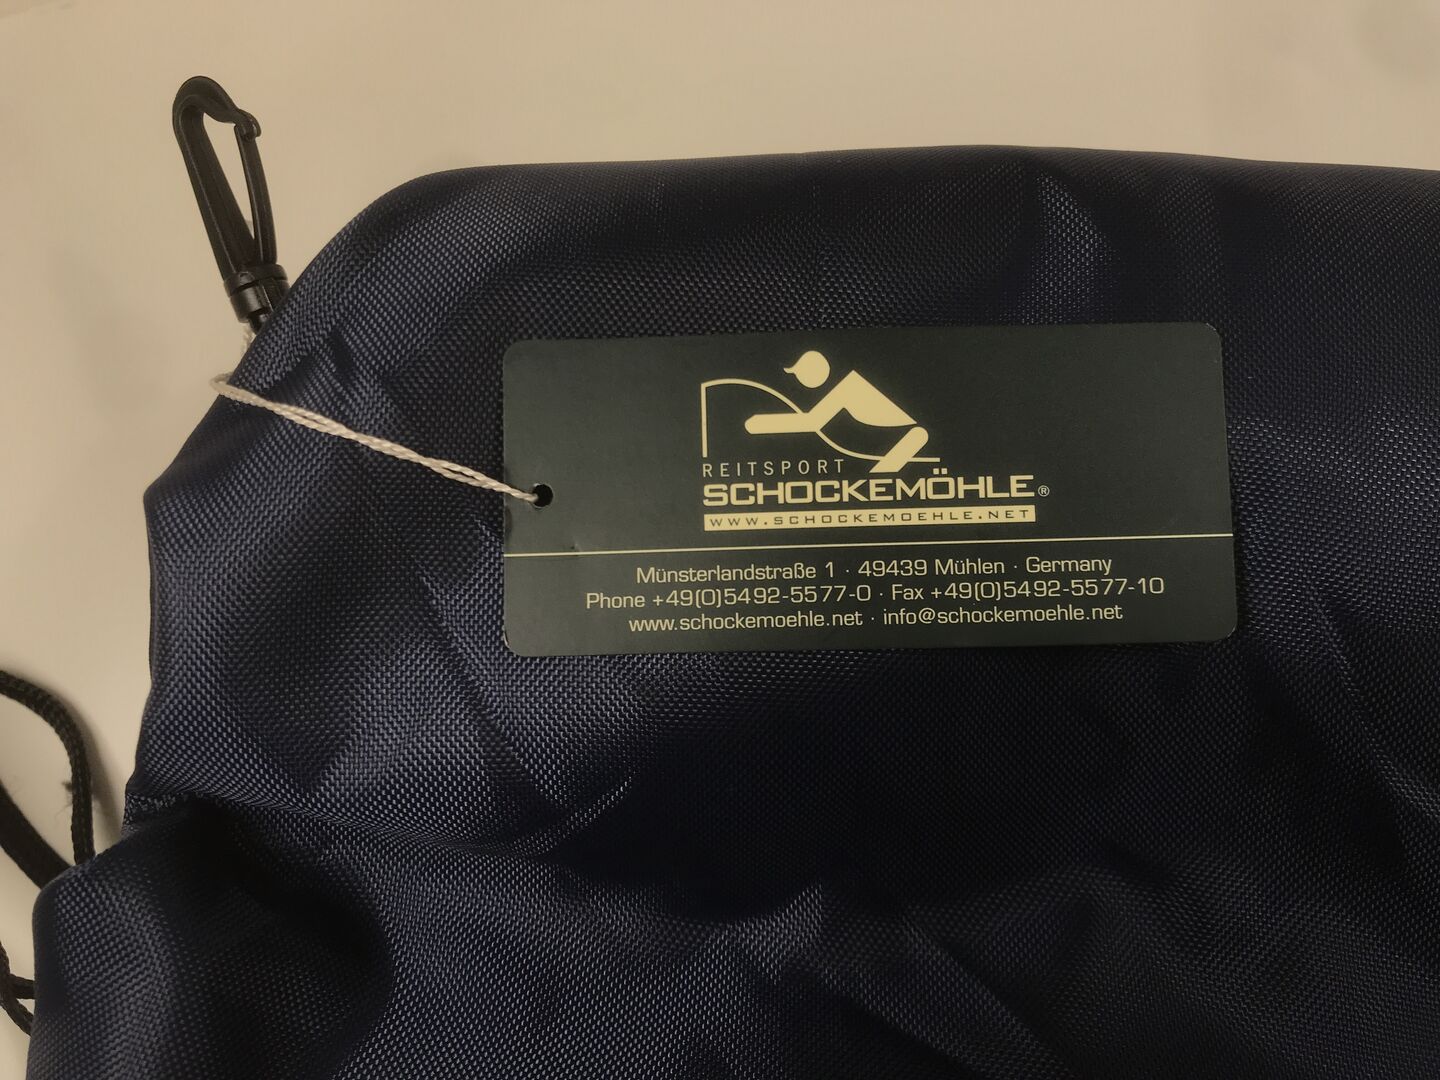 REITSPORT
SCHOCKEMÖHLE®
WWW.SCHOCKEMOEHLE.NET
Münsterlandstraße 1 · 49439 Mühlen · Germany
Phone +49(0)5492-5577-0 · Fax +49(0)5492-5577-10
www.schockemoehle.net · info@schockemoehle.net